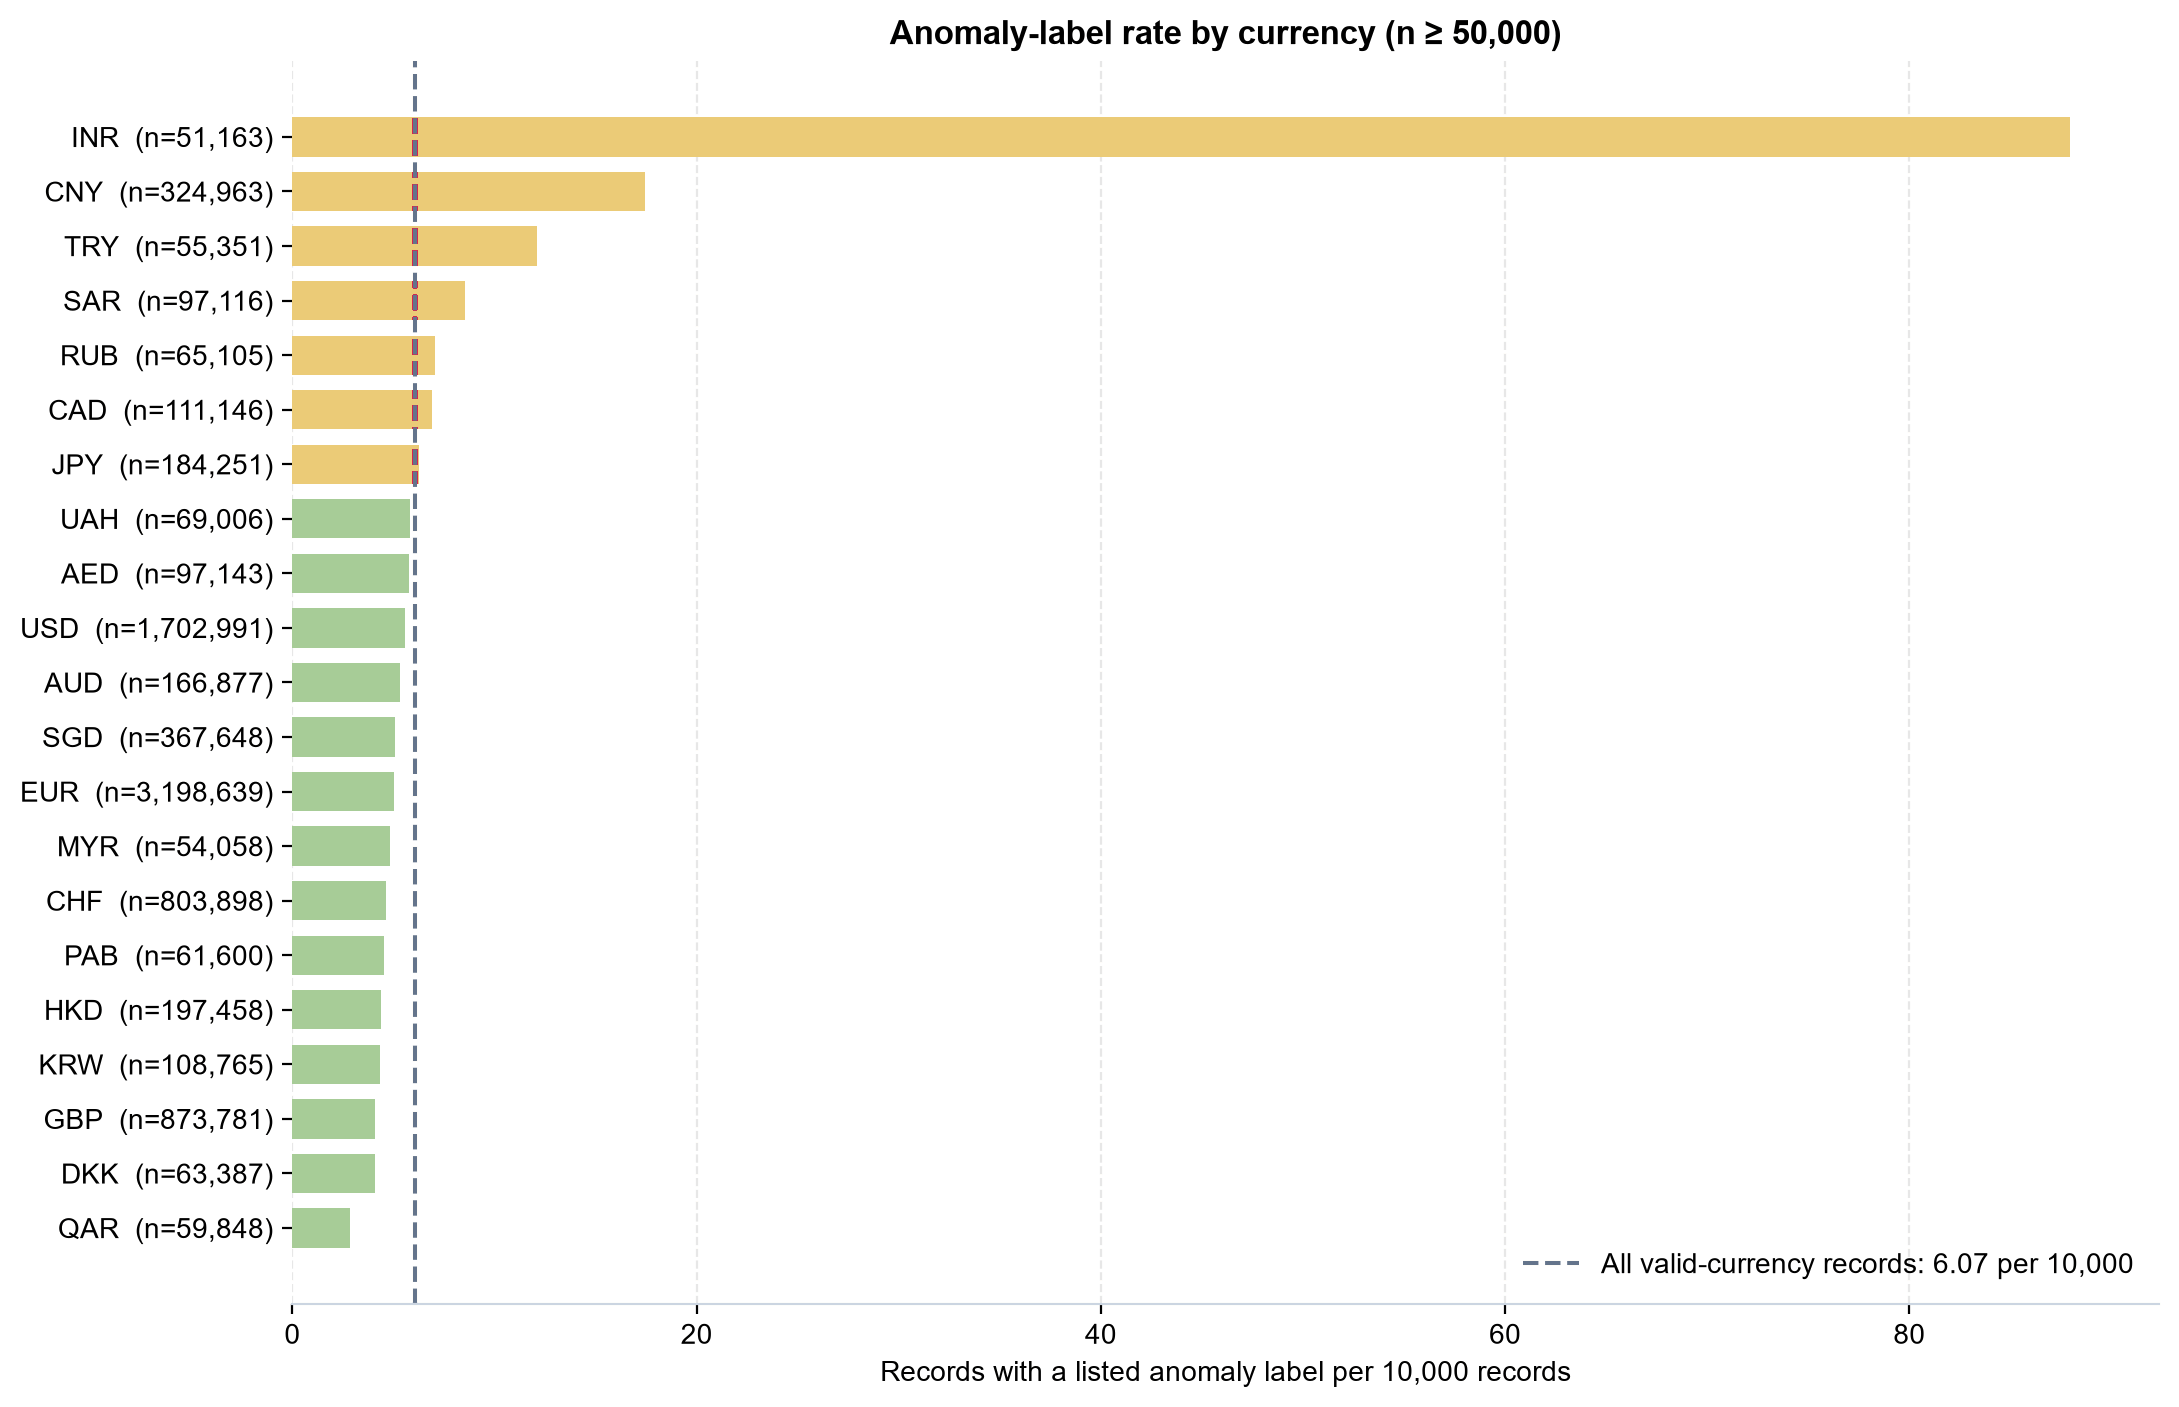 Anomaly-label rate by currency (n ≥ 50,000)
INR (n=51,163)
CNY (n=324,963)
TRY (n=55,351)
SAR (n=97,116)
RUB (n=65,105)
CAD (n=111,146)
JPY (n=184,251)
UAH (n=69,006)
AED (n=97,143)
USD (n=1,702,991)
AUD (n=166,877)
SGD (n=367,648)
EUR (n=3,198,639)
MYR (n=54,058)
CHF (n=803,898)
PAB (n=61,600)
HKD (n=197,458)
KRW (n=108,765)
GBP (n=873,781)
DKK (n=63,387)
QAR (n=59,848)
All valid-currency records: 6.07 per 10,000
0 20 40 60 80
Records with a listed anomaly label per 10,000 records